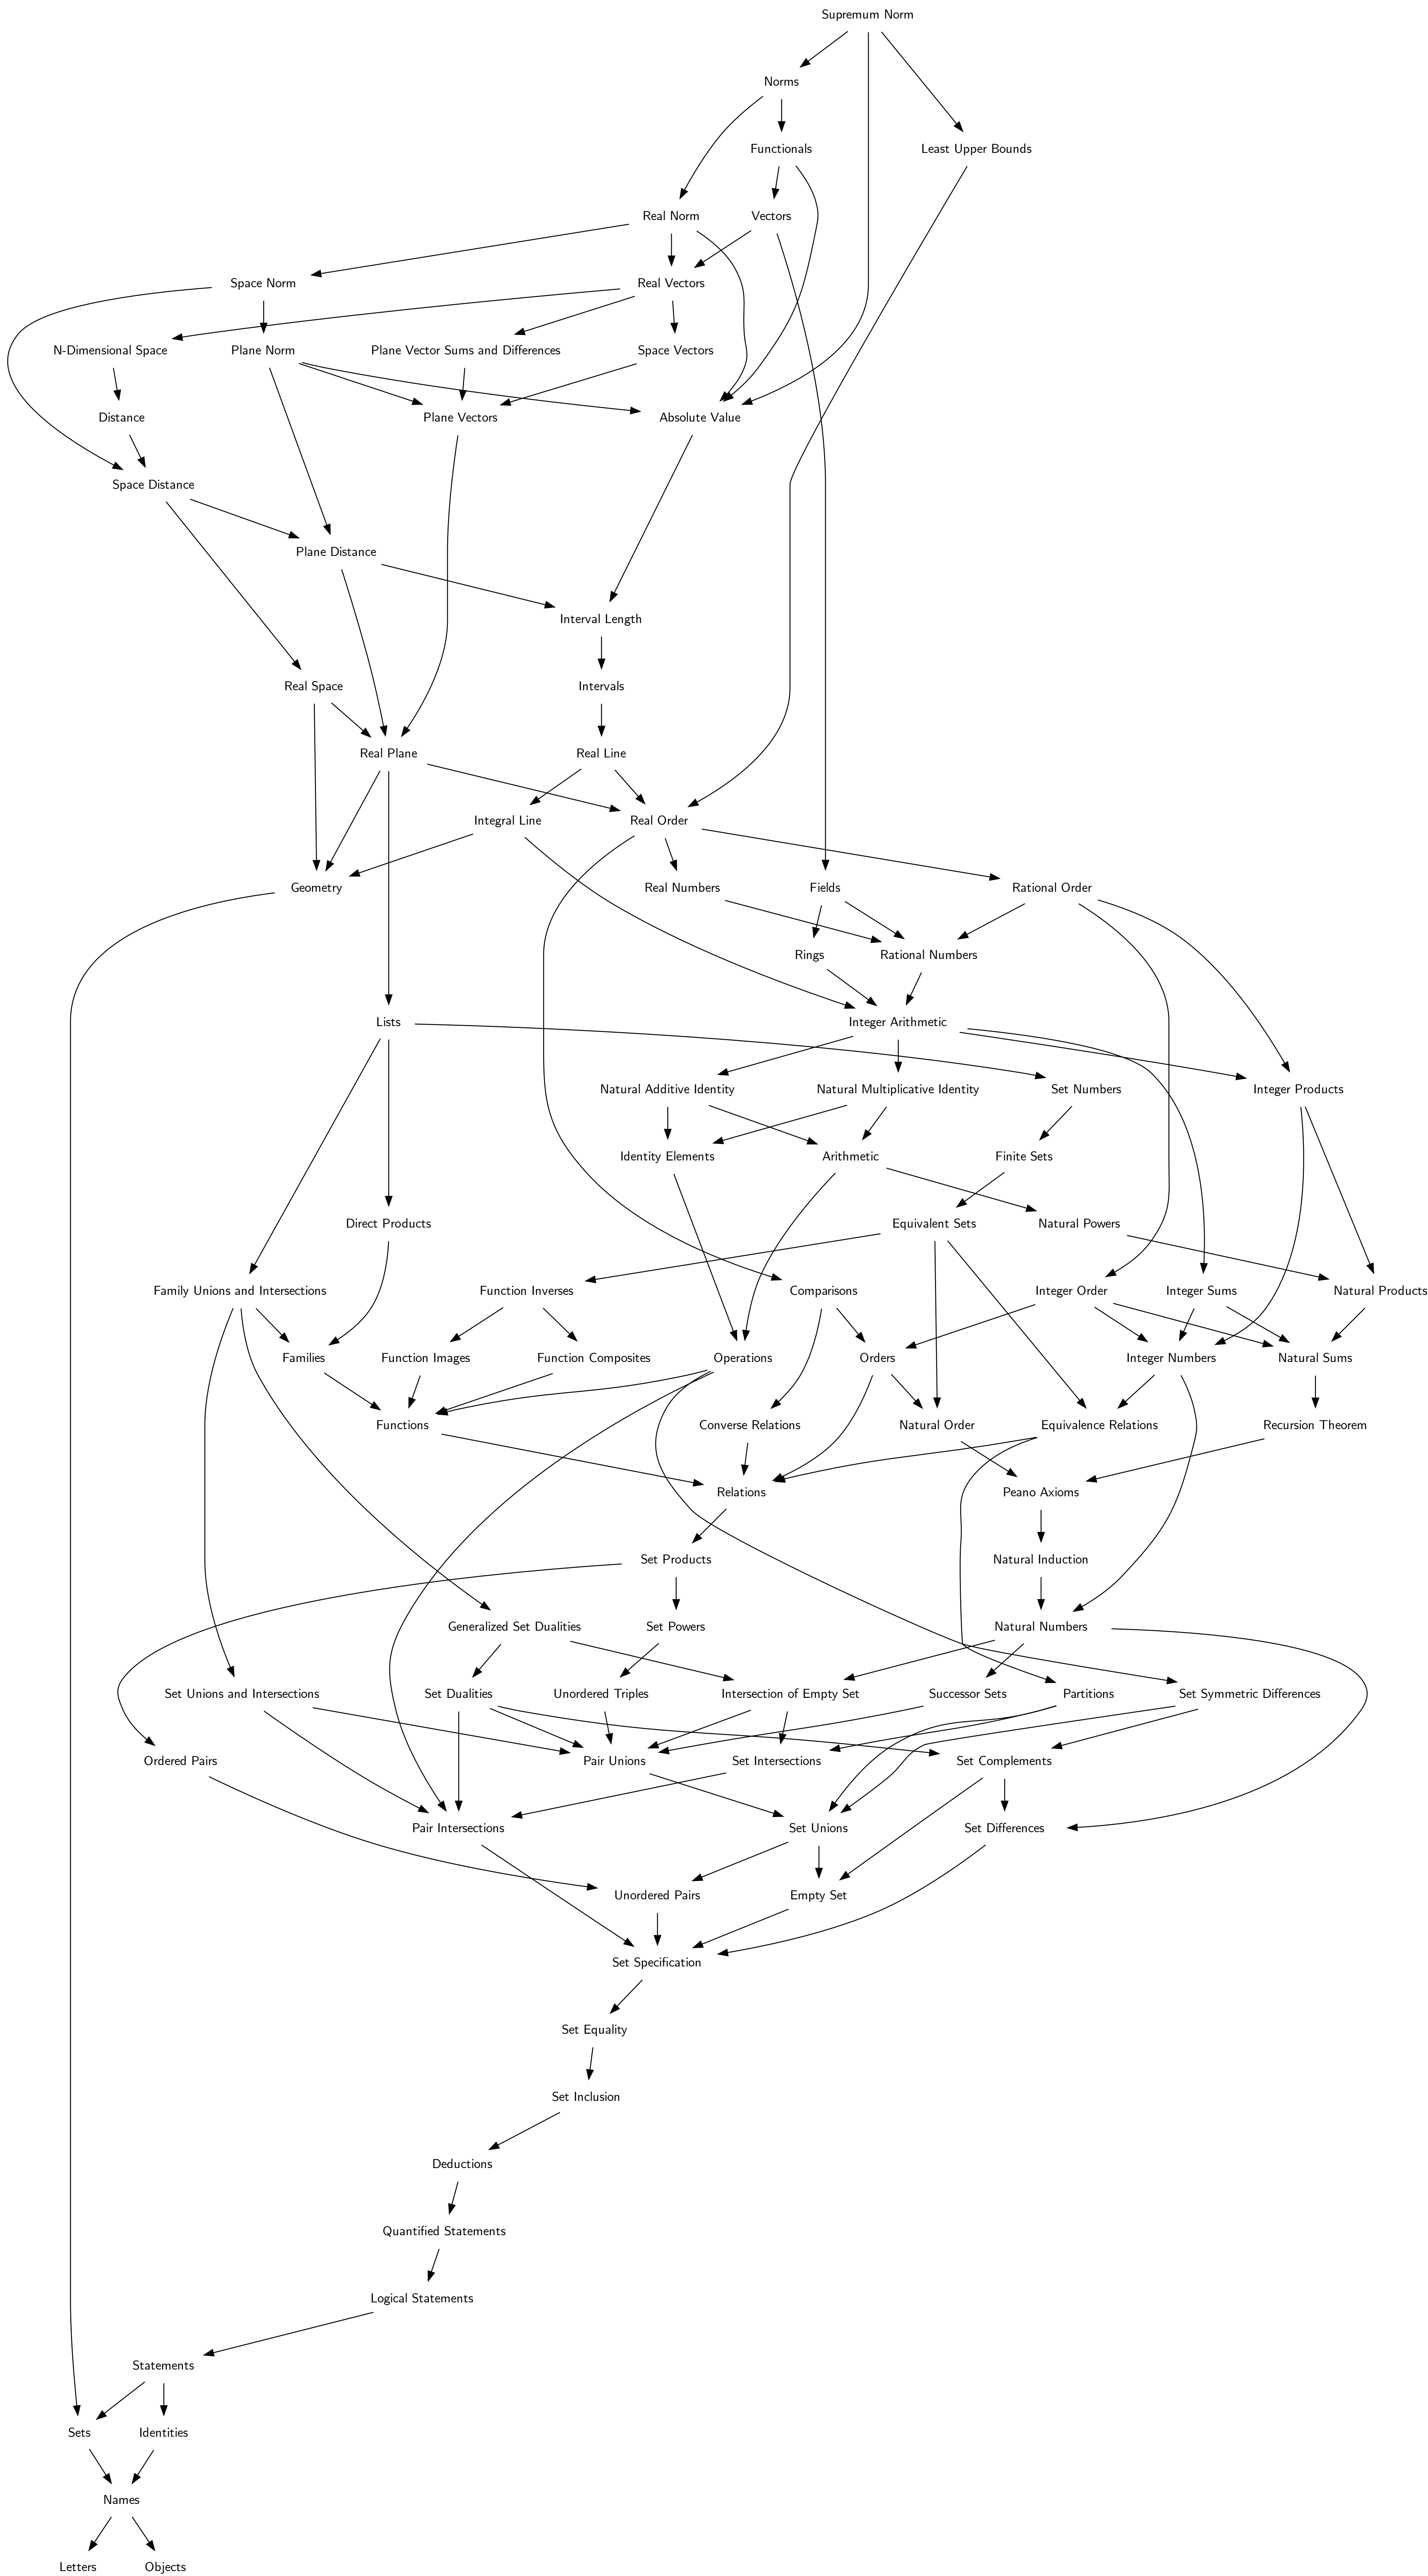 Supremum Norm
Norms
Functionals
Least Upper Bounds
Real Norm
Vectors
Space Norm
Real Vectors
N-Dimensional Space
Plane Norm
Plane Vector Sums and Differences
Space Vectors
Distance
Plane Vectors
Absolute Value
Space Distance
Plane Distance
Interval Length
Real Space
Intervals
Real Plane
Real Line
Integral Line
Real Order
Geometry
Real Numbers
Fields
Rational Order
Rings
Rational Numbers
Lists
Integer Arithmetic
Natural Additive Identity
Natural Multiplicative Identity
Set Numbers
Integer Products
Identity Elements
Arithmetic
Finite Sets
Direct Products
Equivalent Sets
Natural Powers
Family Unions and Intersections
Function Inverses
Comparisons
Integer Order
Integer Sums
Natural Products
Families
Function Images
Function Composites
Operations
Orders
Integer Numbers
Natural Sums
Functions
Converse Relations
Natural Order
Equivalence Relations
Recursion Theorem
Relations
Peano Axioms
Set Products
Natural Induction
Generalized Set Dualities
Set Powers
Natural Numbers
Set Unions and Intersections
Set Dualities
Unordered Triples
Intersection of Empty Set
Successor Sets
Partitions
Set Symmetric Differences
Ordered Pairs
Pair Unions
Set Intersections
Set Complements
Pair Intersections
Set Unions
Set Differences
Unordered Pairs
Empty Set
Set Specification
Set Equality
Set Inclusion
Deductions
Quantified Statements
Logical Statements
Statements
Sets
Identities
Names
Letters
Objects